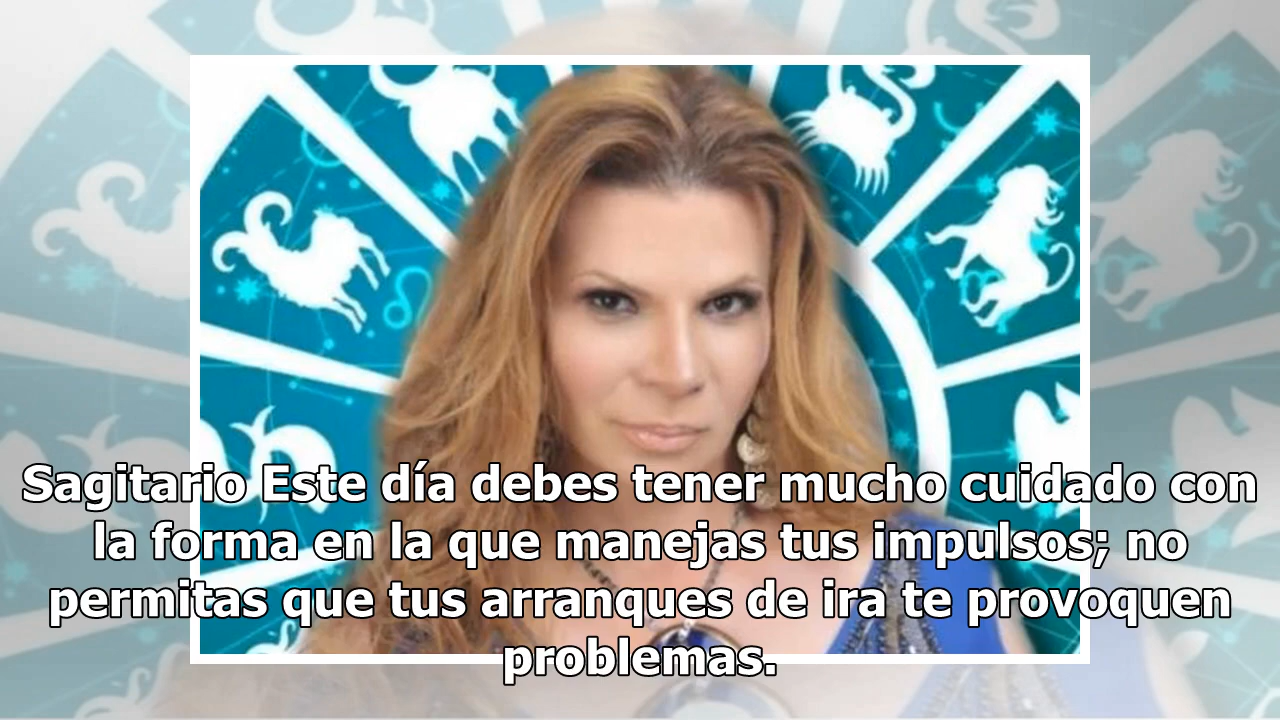 Sagitario Este día debes tener mucho cuidado con
la forma en la que manejas tus impulsos; no
permitas que tus arranques de ira te provoquen
problemas.